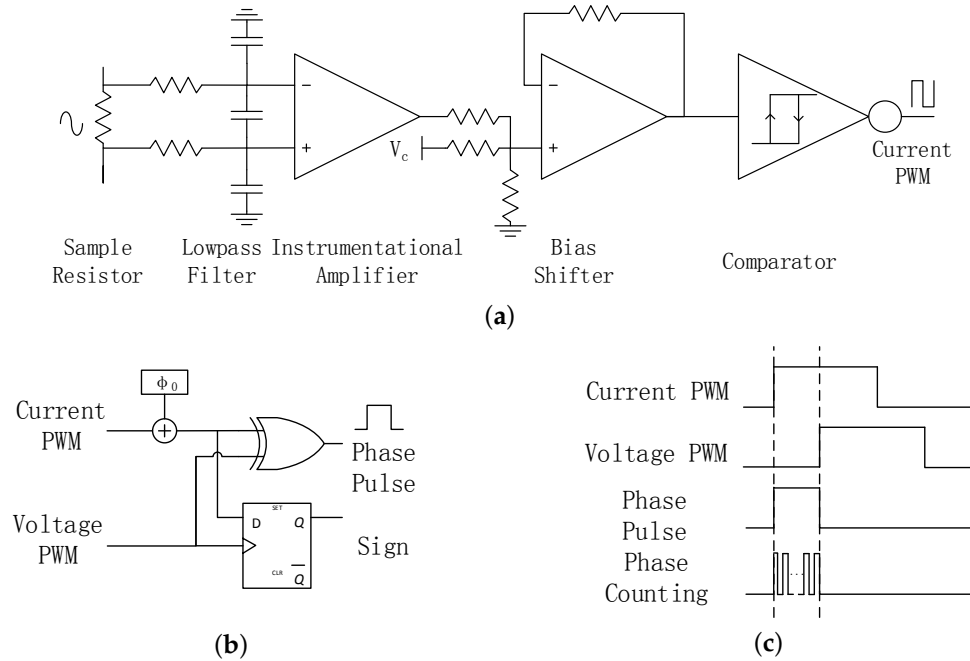 −
+
V_c
−
+
Current
PWM
Sample
Resistor
Lowpass
Filter
Instrumentational
Amplifier
Bias
Shifter
Comparator
(a)
ϕ_0
Current
PWM
+
Phase
Pulse
Voltage
PWM
SET
D
Q
CLR
Q̅
Sign
(b)
Current PWM
Voltage PWM
Phase
Pulse
Phase
Counting
...
(c)